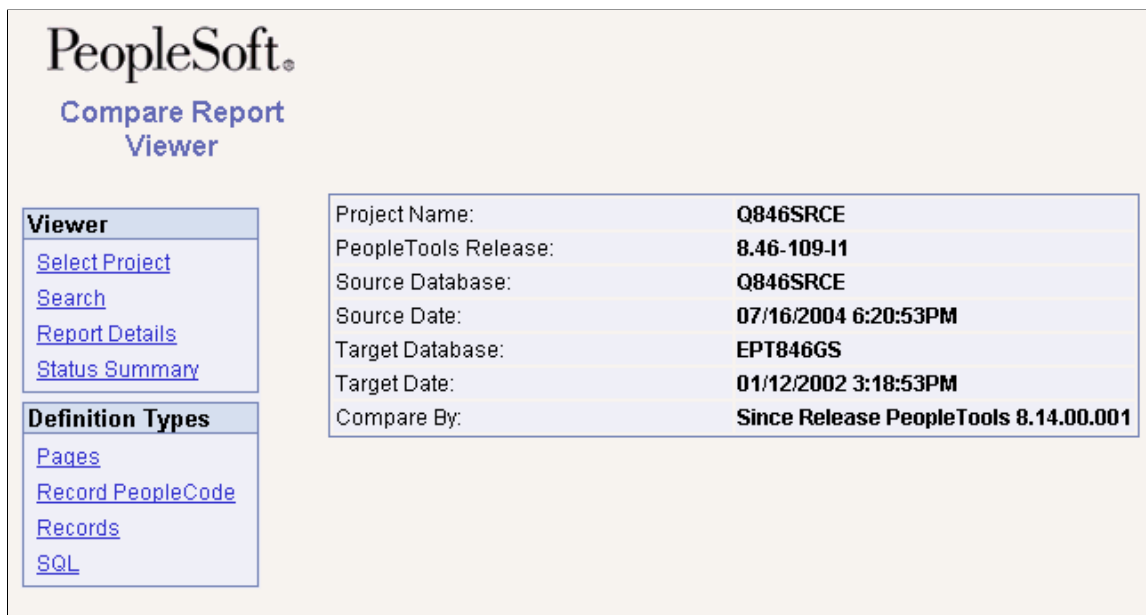 PeopleSoft®
Compare Report
Viewer
Viewer
Select Project
Search
Report Details
Status Summary
Definition Types
Pages
Record PeopleCode
Records
SQL
Project Name: Q846SRCE
PeopleTools Release: 8.46-109-I1
Source Database: Q846SRCE
Source Date: 07/16/2004 6:20:53PM
Target Database: EPT846GS
Target Date: 01/12/2002 3:18:53PM
Compare By: Since Release PeopleTools 8.14.00.001